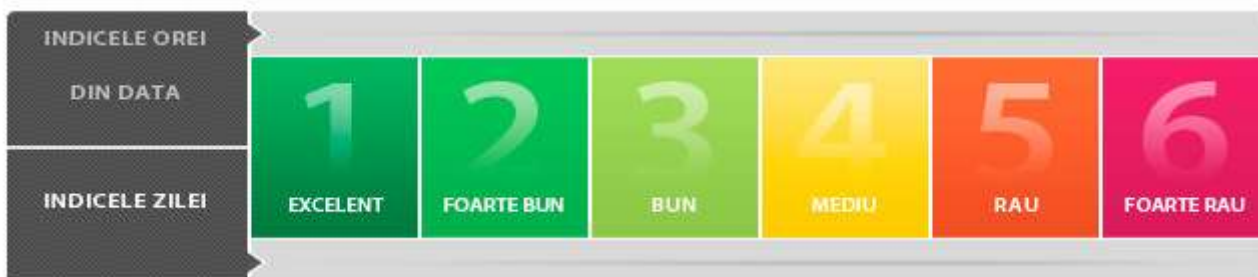 INDICELE OREI
DIN DATA
INDICELE ZILEI
1
EXCELENT
2
FOARTE BUN
3
BUN
4
MEDIU
5
RAU
6
FOARTE RAU